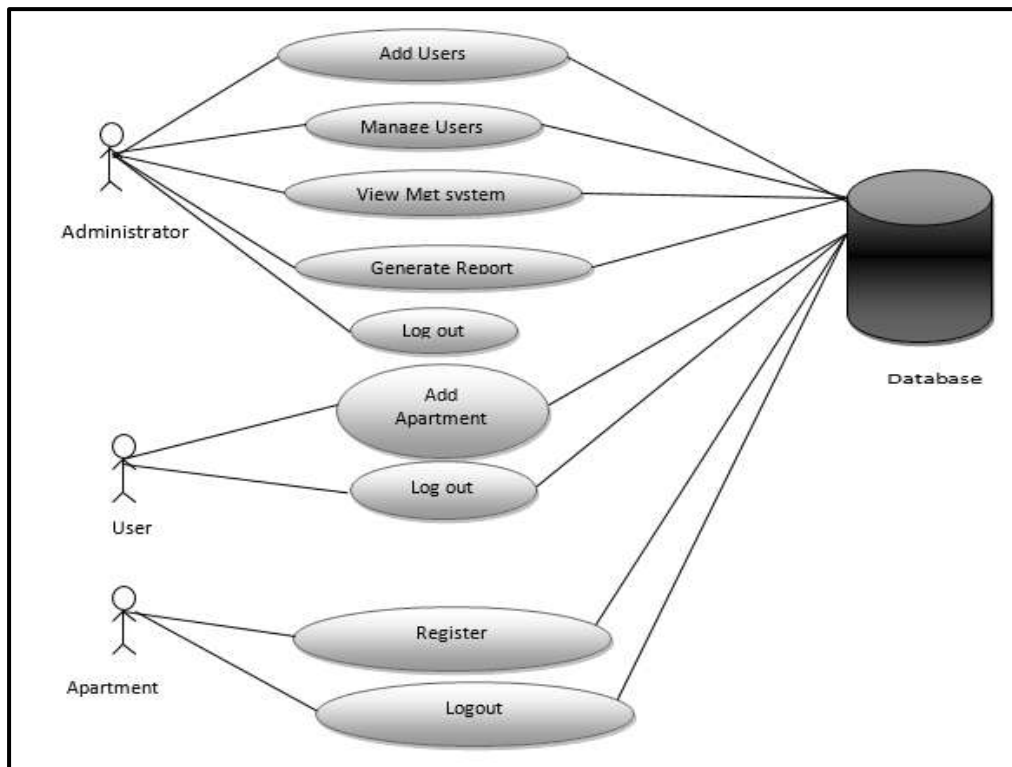 Add Users
Manage Users
View Mgt system
Administrator
Generate Report
Log out
Database
Add
Apartment
Log out
User
Register
Apartment
Logout